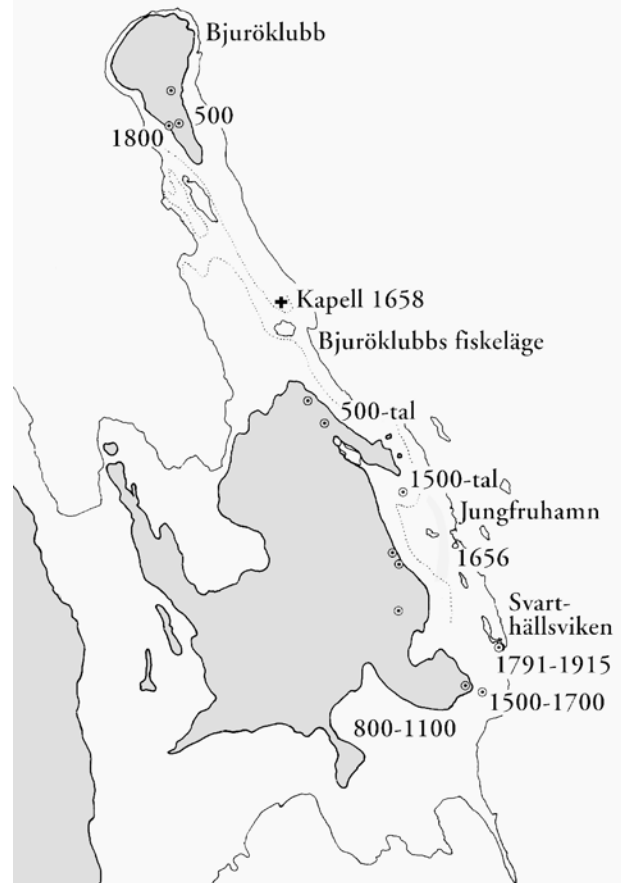 Bjuröklubb
500
1800
Kapell 1658
Bjuröklubbs fiskeläge
500-tal
1500-tal
Jungfruhamn
1656
Svart-
hällsviken
1791-1915
1500-1700
800-1100